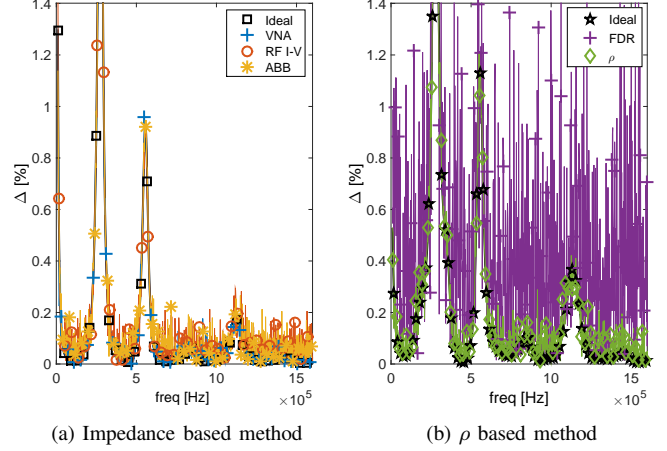 Ideal
VNA
RF I-V
ABB
1.4
1.2
1
0.8
0.6
0.4
0.2
0
Δ [%]
0 5 10 15
freq [Hz] × 10^5
(a) Impedance based method
Ideal
FDR
ρ
1.4
1.2
1
0.8
0.6
0.4
0.2
0
Δ [%]
0 5 10 15
freq [Hz] × 10^5
(b) ρ based method